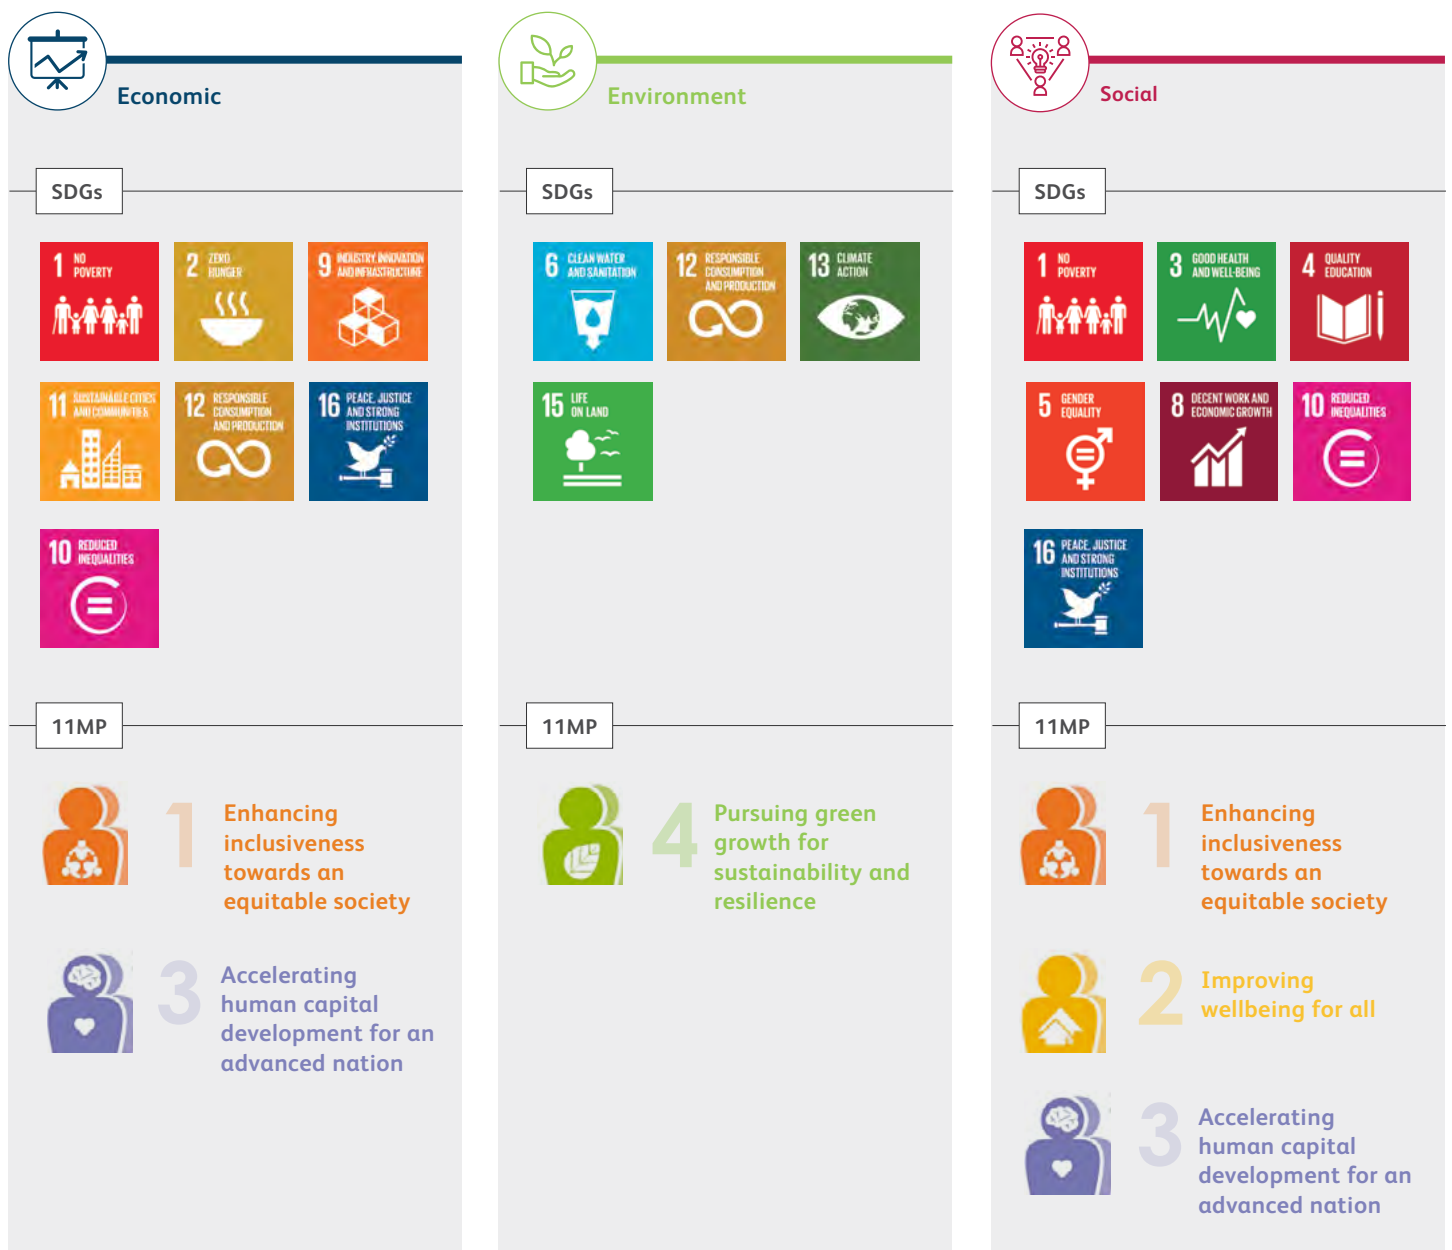 Economic
SDGs
1 NO
POVERTY
2 ZERO
HUNGER
9 INDUSTRY, INNOVATION
AND INFRASTRUCTURE
11 SUSTAINABLE CITIES
AND COMMUNITIES
12 RESPONSIBLE
CONSUMPTION
AND PRODUCTION
16 PEACE, JUSTICE
AND STRONG
INSTITUTIONS
10 REDUCED
INEQUALITIES
11MP
1 Enhancing
inclusiveness
towards an
equitable society
3 Accelerating
human capital
development for an
advanced nation
Environment
SDGs
6 CLEAN WATER
AND SANITATION
12 RESPONSIBLE
CONSUMPTION
AND PRODUCTION
13 CLIMATE
ACTION
15 LIFE
ON LAND
11MP
4 Pursuing green
growth for
sustainability and
resilience
Social
SDGs
1 NO
POVERTY
3 GOOD HEALTH
AND WELL-BEING
4 QUALITY
EDUCATION
5 GENDER
EQUALITY
8 DECENT WORK AND
ECONOMIC GROWTH
10 REDUCED
INEQUALITIES
16 PEACE, JUSTICE
AND STRONG
INSTITUTIONS
11MP
1 Enhancing
inclusiveness
towards an
equitable society
2 Improving
wellbeing for all
3 Accelerating
human capital
development for an
advanced nation